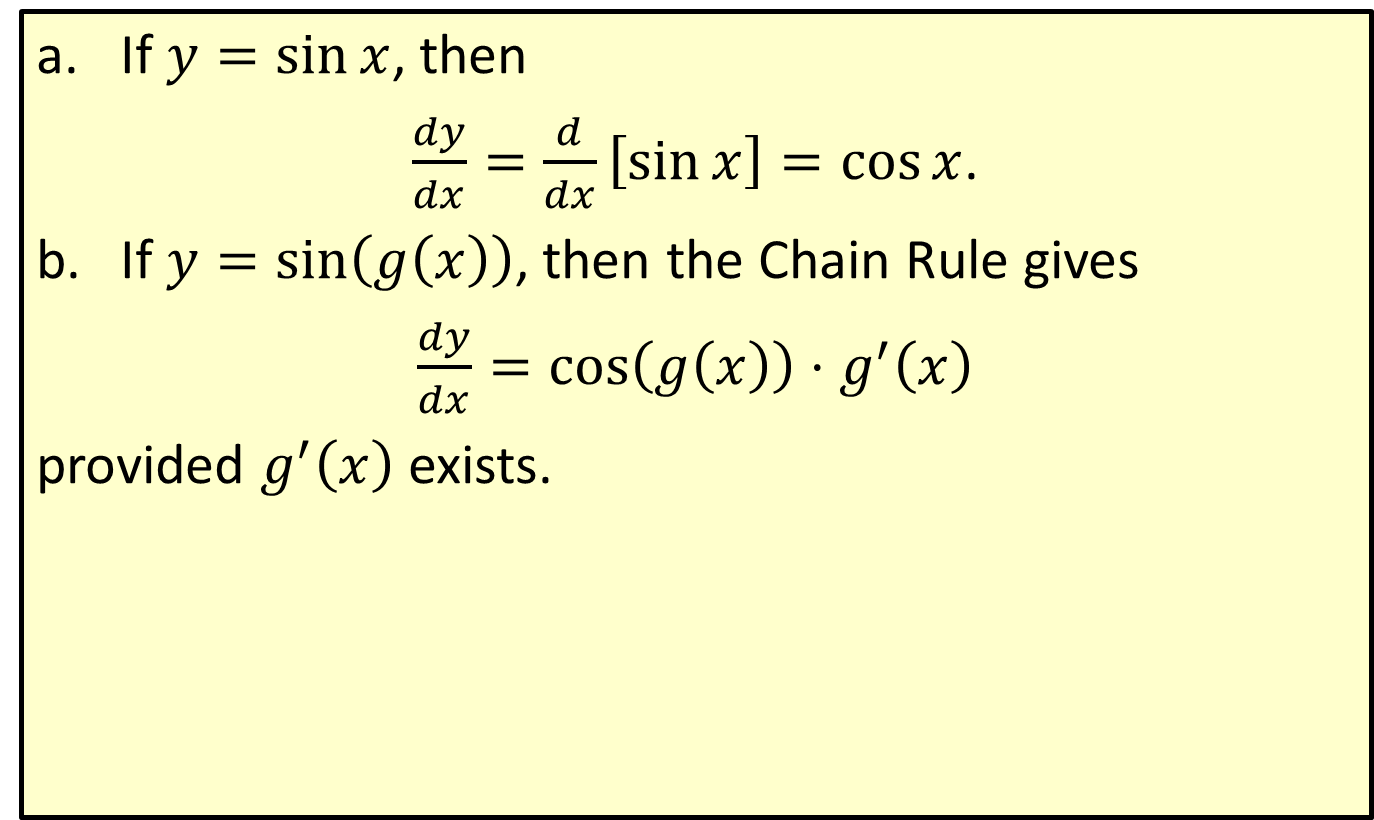 a. If y = sin x, then
dy/dx = d/dx [sin x] = cos x.
b. If y = sin(g(x)), then the Chain Rule gives
dy/dx = cos(g(x)) · g′(x)
provided g′(x) exists.